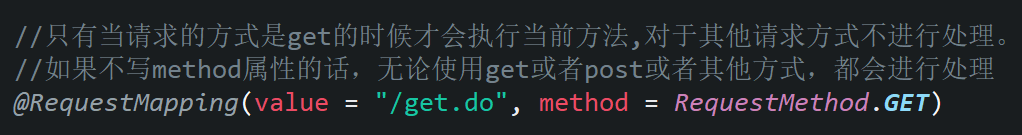 //只有当请求的方式是get的时候才会执行当前方法,对于其他请求方式不进行处理。
//如果不写method属性的话，无论使用get或者post或者其他方式，都会进行处理
@RequestMapping(value = "/get.do", method = RequestMethod.GET)